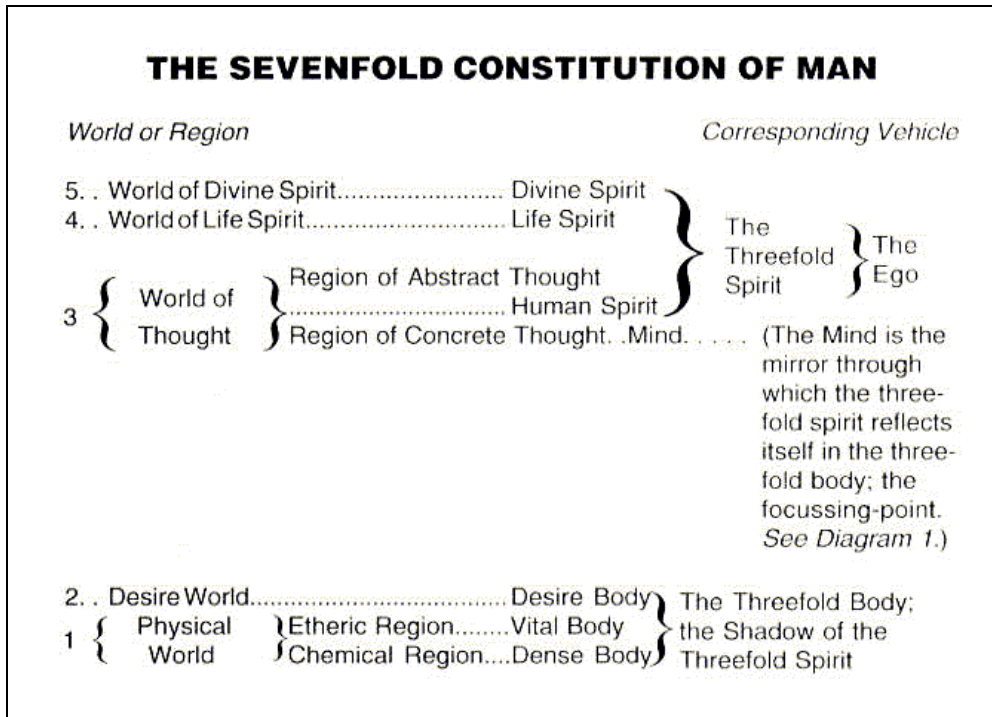 THE SEVENFOLD CONSTITUTION OF MAN
World or Region Corresponding Vehicle
5. . World of Divine Spirit........................ Divine Spirit
4. . World of Life Spirit............................. Life Spirit
The Threefold Spirit
The Ego
3 World of Thought
Region of Abstract Thought
................................ Human Spirit
Region of Concrete Thought. .Mind. . . . . (The Mind is the
mirror through
which the three-
fold spirit reflects
itself in the three-
fold body; the
focussing-point.
See Diagram 1.)
2. . Desire World..................................... Desire Body
1 Physical World
Etheric Region........Vital Body
Chemical Region....Dense Body
The Threefold Body;
the Shadow of the
Threefold Spirit